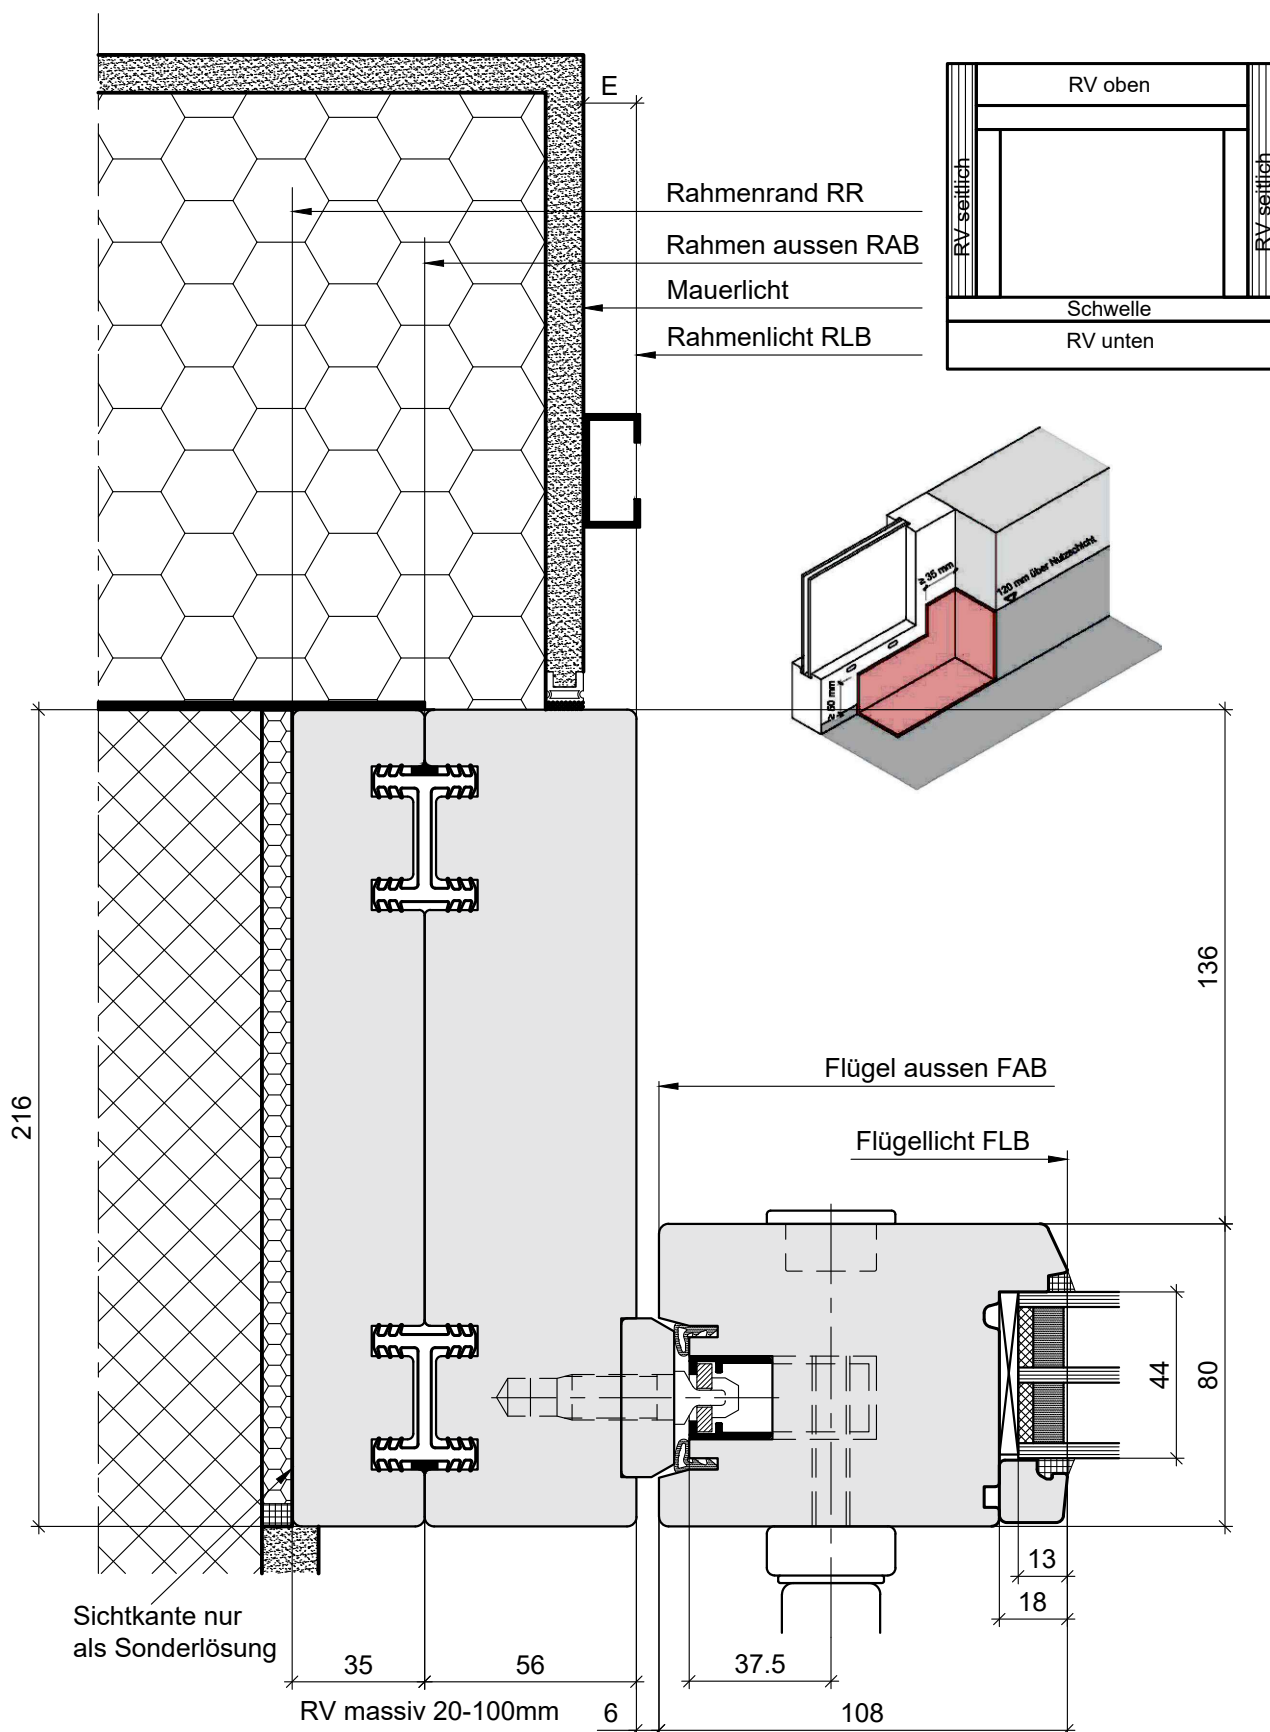 E
RV oben
RV seitlich
RV seitlich
Schwelle
RV unten
Rahmenrand RR
Rahmen aussen RAB
Mauerlicht
Rahmenlicht RLB
≥ 35 mm
120 mm über Nutzschicht
≥ 60 mm
136
216
Flügel aussen FAB
Flügellicht FLB
44
80
13
18
Sichtkante nur
als Sonderlösung
35
56
37.5
RV massiv 20-100mm
6
108